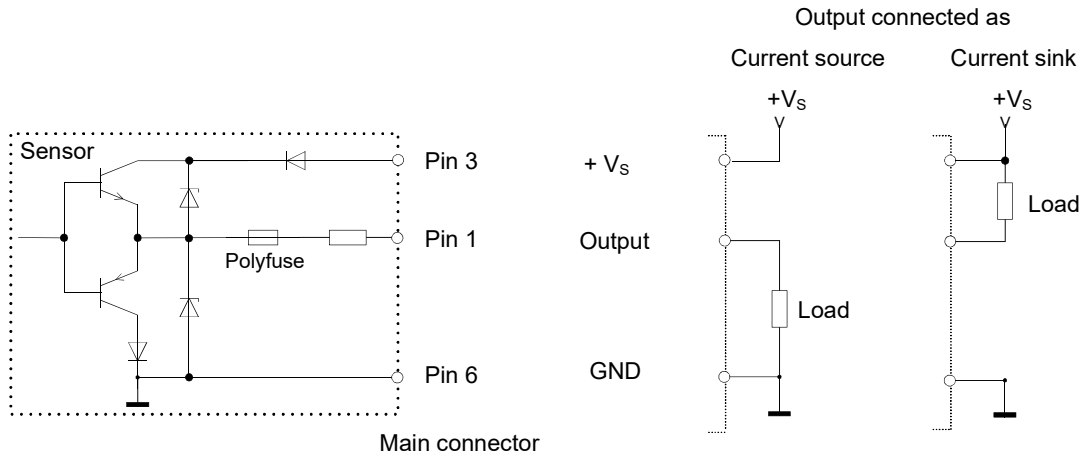 Output connected as
Current source
Current sink
+VS
+VS
Sensor
Pin 3
+ VS
Load
Pin 1
Output
Polyfuse
Load
Pin 6
GND
Main connector